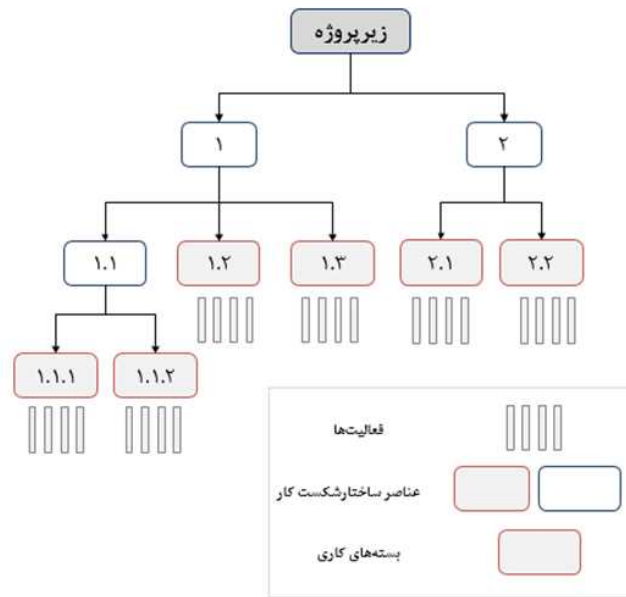 زیرپروژه
۱
۲
۱.۱
۱.۲
۱.۳
۲.۱
۲.۲
۱.۱.۱
۱.۱.۲
فعالیت‌ها
عناصر ساختارشکست کار
بسته‌های کاری